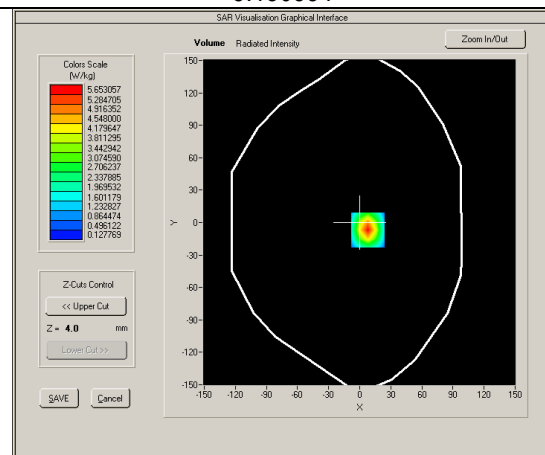 SAR Visualisation Graphical Interface
Volume Radiated Intensity
Zoom In/Out
Colors Scale
(W/kg)
5.653057
5.284705
4.916352
4.548000
4.179647
3.811295
3.442942
3.074590
2.706237
2.337885
1.969532
1.601179
1.232827
0.864474
0.496122
0.127769
Z-Cuts Control
<< Upper Cut
Z = 4.0 mm
Lower Cut >>
SAVE Cancel
150
120
90
60
30
Y 0
-30
-60
-90
-120
-150
-150 -120 -90 -60 -30 0 30 60 90 120 150
X